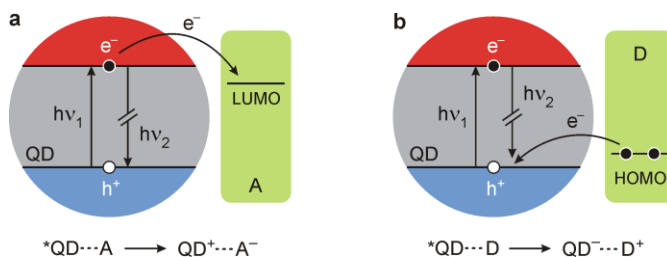 a
e⁻
e⁻
LUMO
hν₁
hν₂
QD
h⁺
A
*QD---A → QD⁺---A⁻
b
e⁻
D
hν₁
hν₂
e⁻
QD
h⁺
HOMO
*QD---D → QD⁻---D⁺